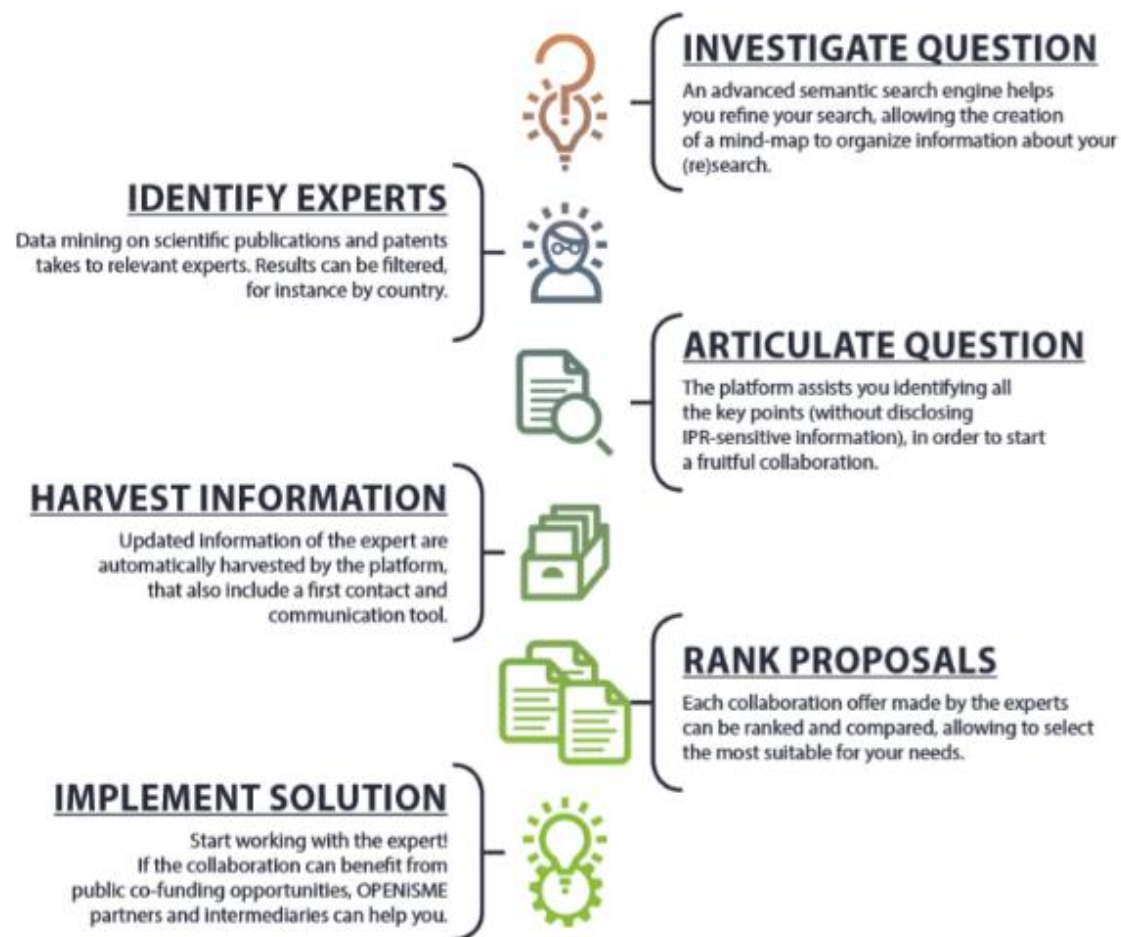 INVESTIGATE QUESTION
An advanced semantic search engine helps
you refine your search, allowing the creation
of a mind-map to organize information about your
(re)search.
IDENTIFY EXPERTS
Data mining on scientific publications and patents
takes to relevant experts. Results can be filtered,
for instance by country.
ARTICULATE QUESTION
The platform assists you identifying all
the key points (without disclosing
IPR-sensitive information), in order to start
a fruitful collaboration.
HARVEST INFORMATION
Updated information of the expert are
automatically harvested by the platform,
that also include a first contact and
communication tool.
RANK PROPOSALS
Each collaboration offer made by the experts
can be ranked and compared, allowing to select
the most suitable for your needs.
IMPLEMENT SOLUTION
Start working with the expert!
If the collaboration can benefit from
public co-funding opportunities, OPENiSME
partners and intermediaries can help you.